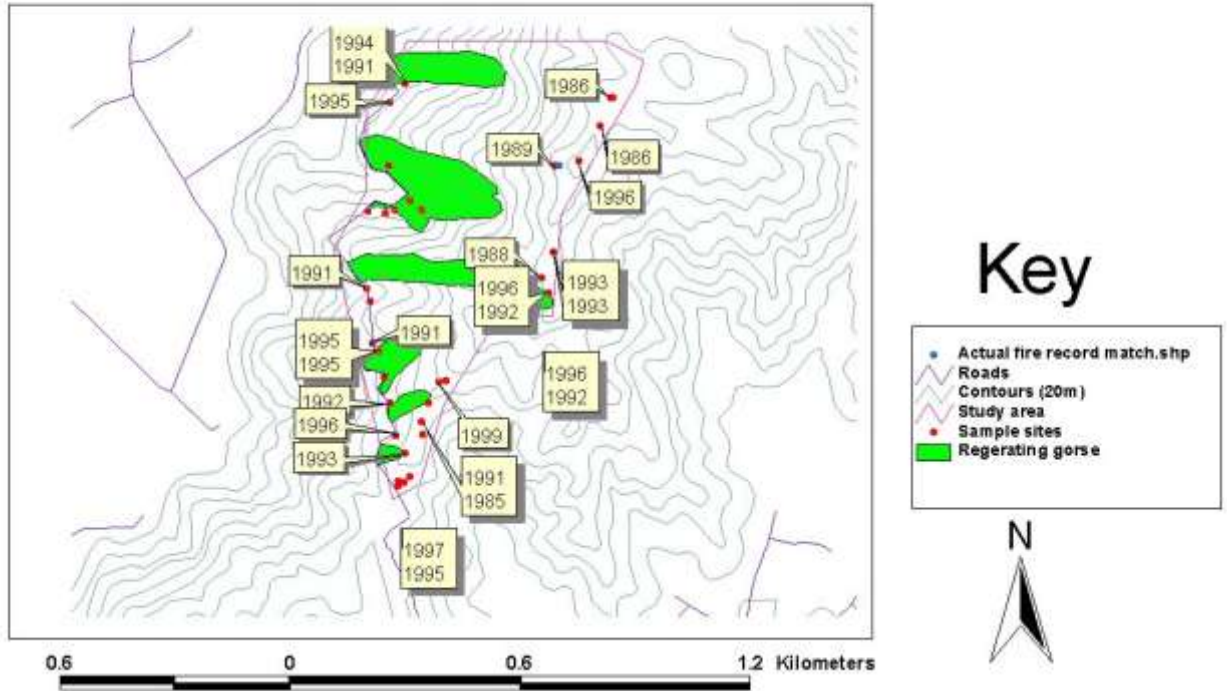 1994
1991
1995
1986
1989
1986
1996
1988
1991
1996
1992
1993
1993
1991
1995
1995
1996
1992
1992
1996
1999
1993
1991
1985
1997
1995
Key
Actual fire record match.shp
Roads
Contours (20m)
Study area
Sample sites
Regerating gorse
N
0.6 0 0.6 1.2 Kilometers